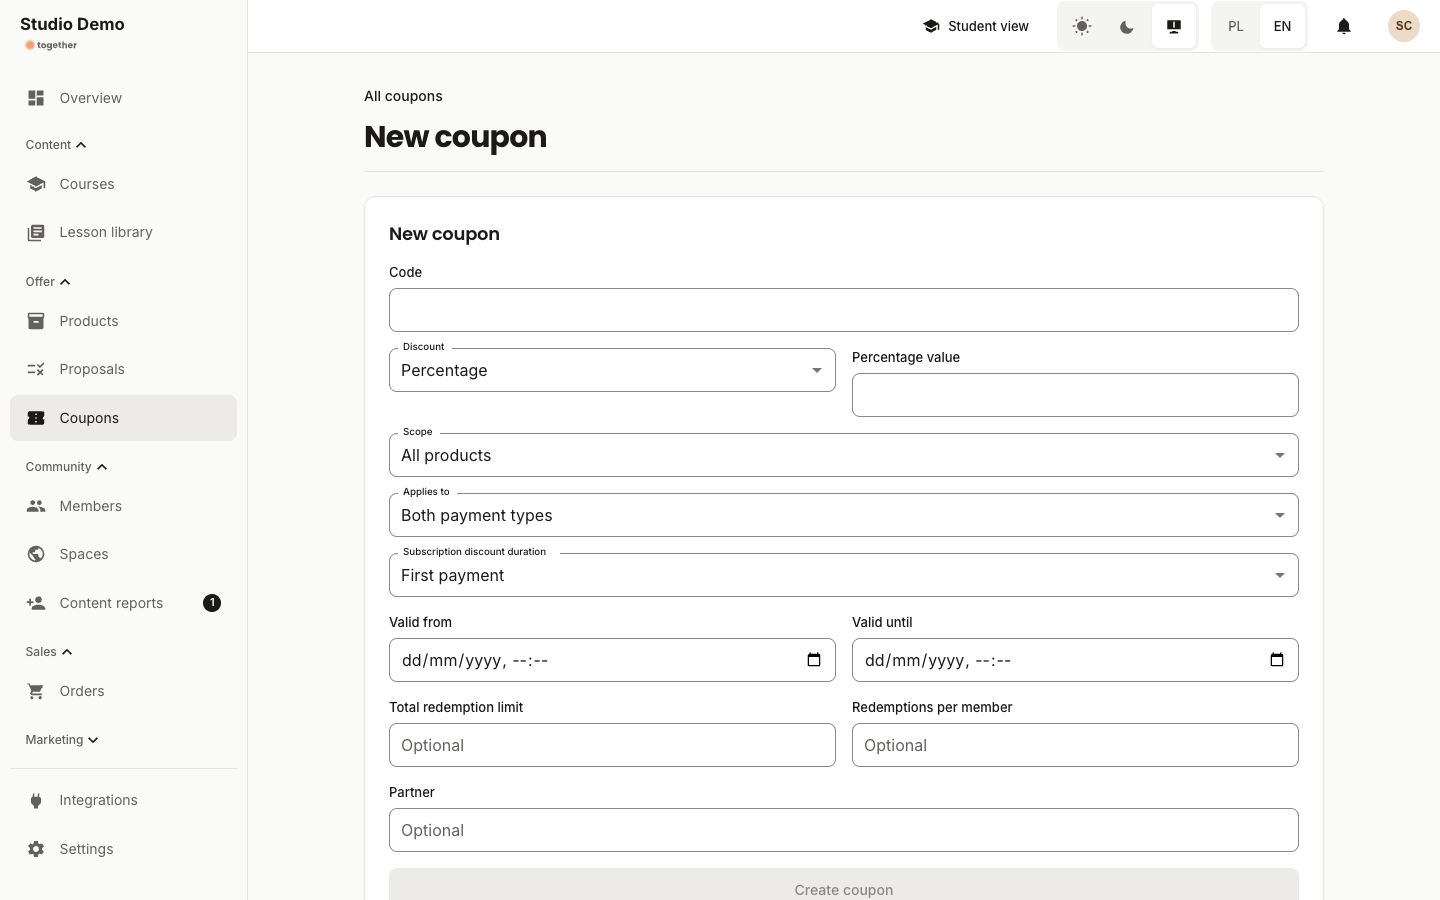 Studio Demo
together
Student view
PL
EN
SC
Overview
Content
Courses
Lesson library
Offer
Products
Proposals
Coupons
Community
Members
Spaces
Content reports
1
Sales
Orders
Marketing
Integrations
Settings
All coupons
New coupon
New coupon
Code
Discount
Percentage
Percentage value
Scope
All products
Applies to
Both payment types
Subscription discount duration
First payment
Valid from
Valid until
dd/mm/yyyy, --:--
dd/mm/yyyy, --:--
Total redemption limit
Redemptions per member
Optional
Optional
Partner
Optional
Create coupon